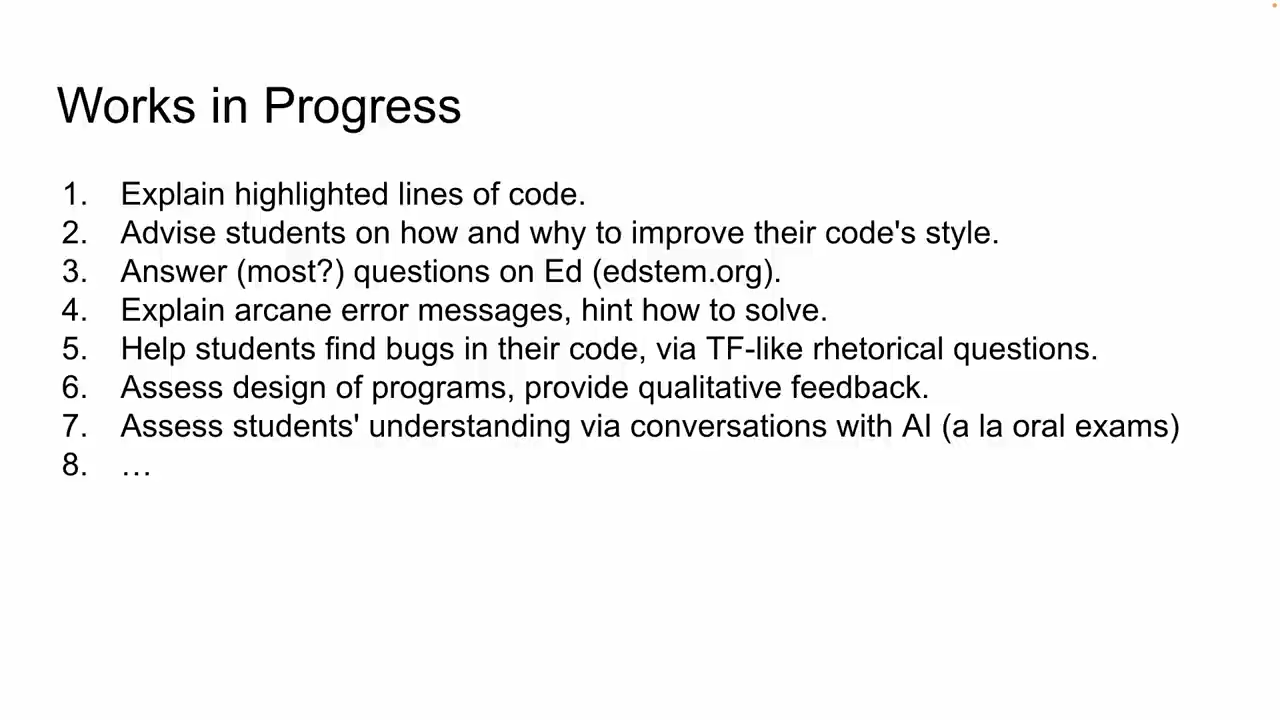 Works in Progress
1. Explain highlighted lines of code.
2. Advise students on how and why to improve their code's style.
3. Answer (most?) questions on Ed (edstem.org).
4. Explain arcane error messages, hint how to solve.
5. Help students find bugs in their code, via TF-like rhetorical questions.
6. Assess design of programs, provide qualitative feedback.
7. Assess students' understanding via conversations with AI (a la oral exams)
8. …